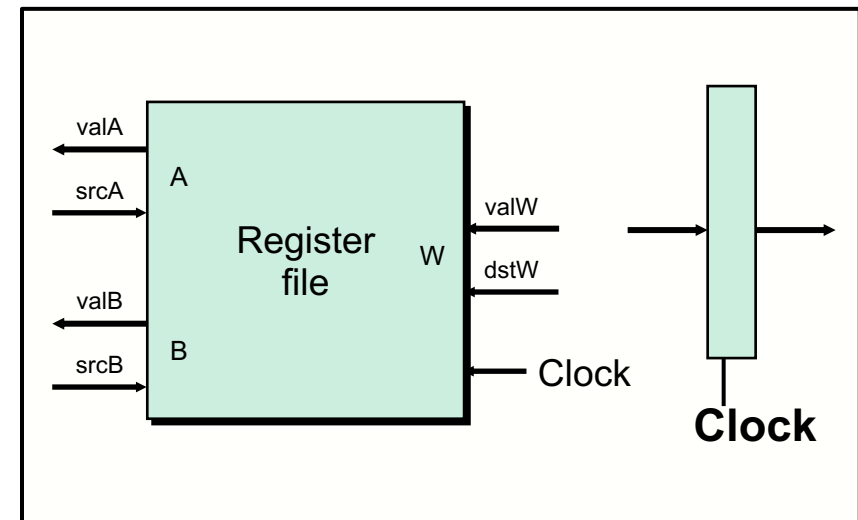 valA
srcA
A
valB
srcB
B
Register
file
W
valW
dstW
Clock
Clock